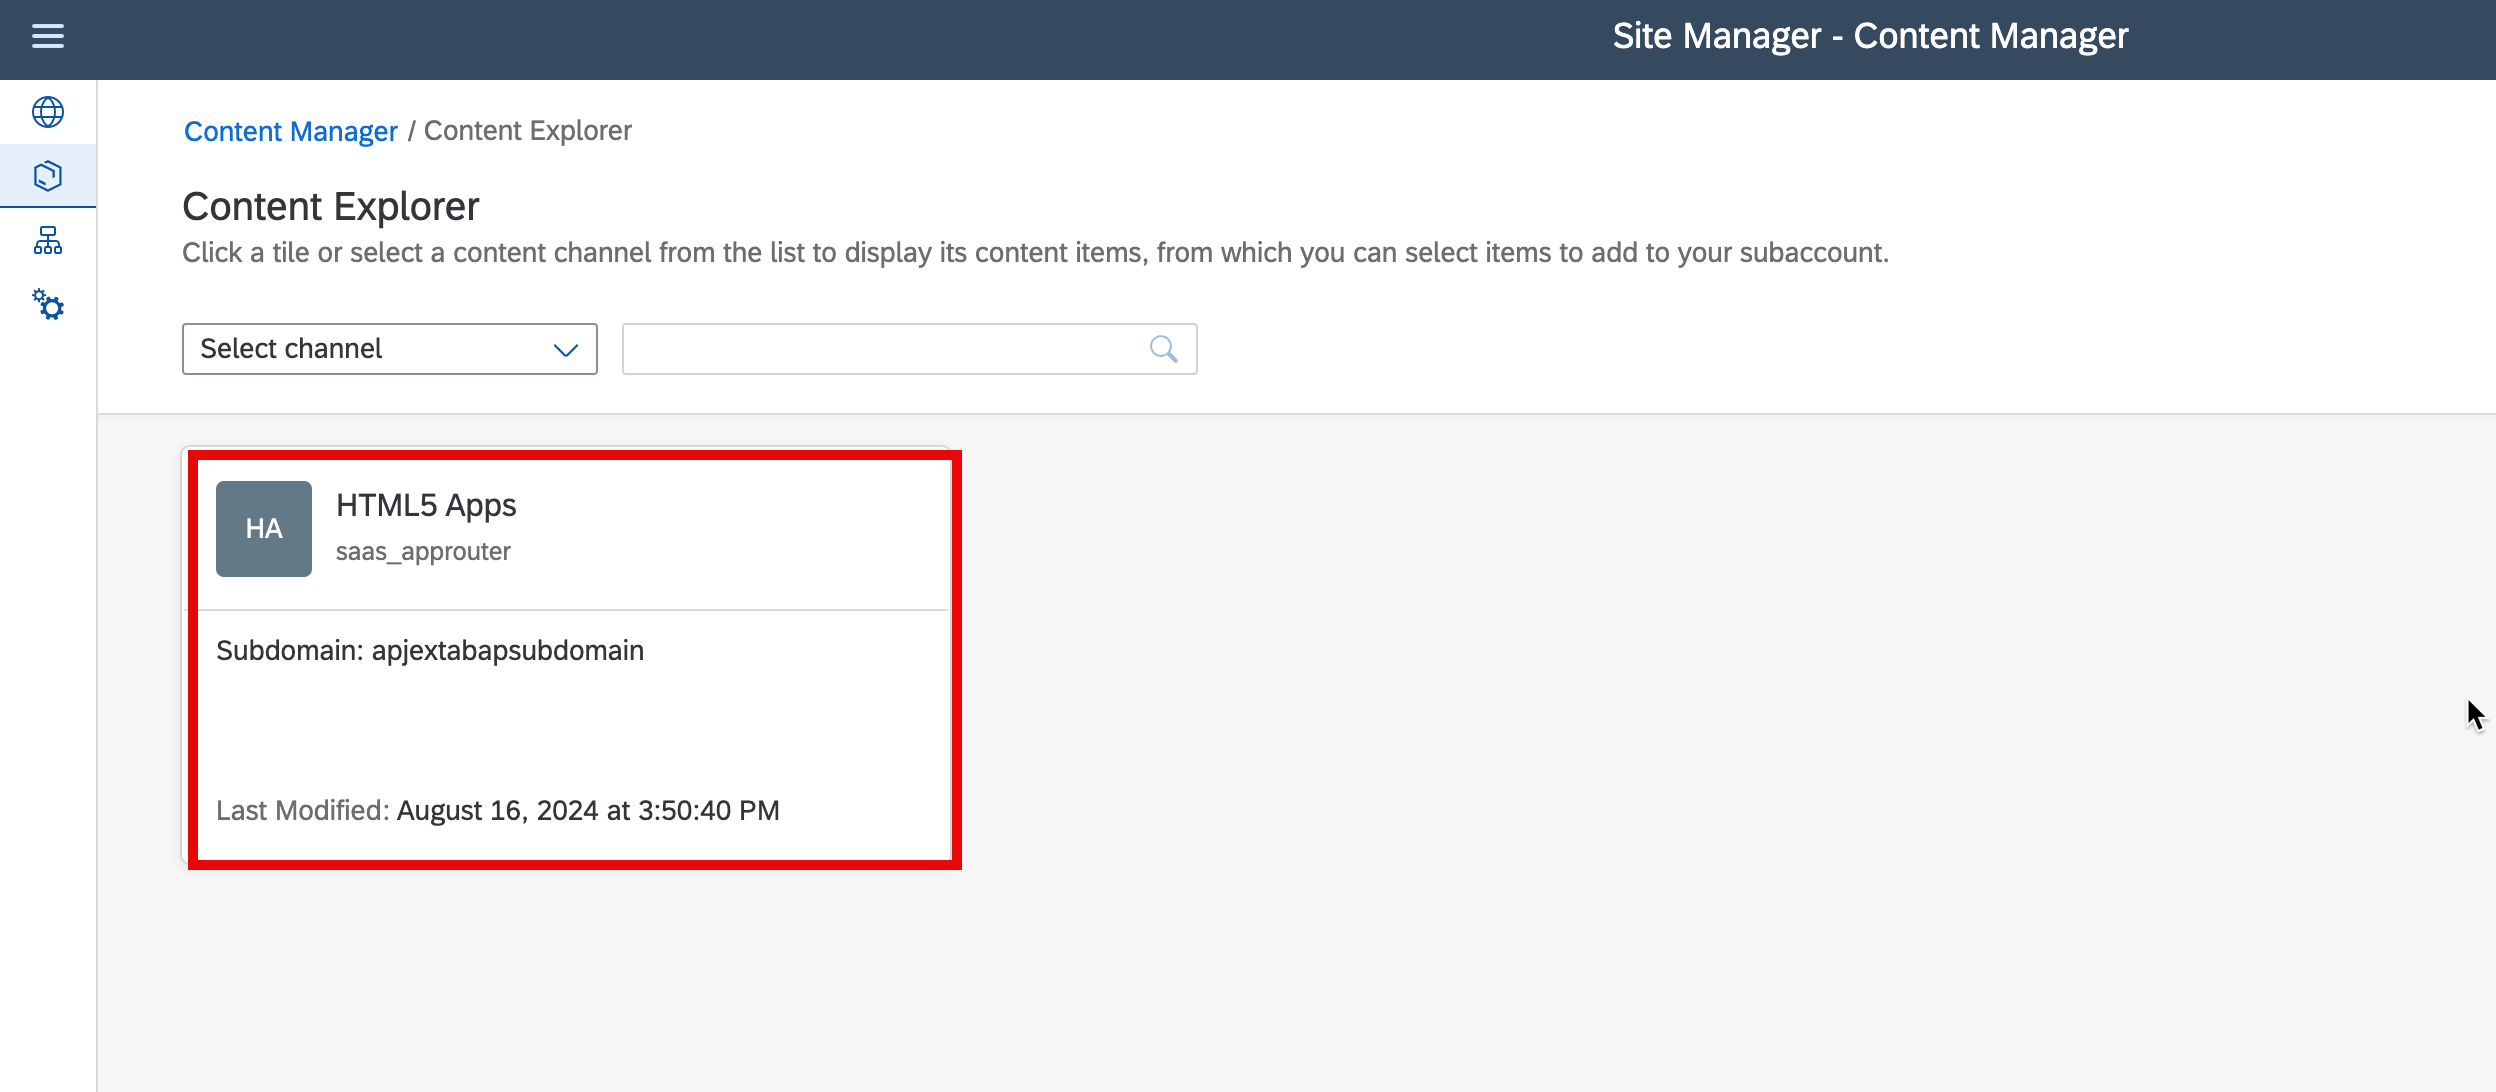 Site Manager - Content Manager
Content Manager / Content Explorer
Content Explorer
Click a tile or select a content channel from the list to display its content items, from which you can select items to add to your subaccount.
Select channel
HA
HTML5 Apps
saas_approuter
Subdomain: apjextabapsubdomain
Last Modified: August 16, 2024 at 3:50:40 PM